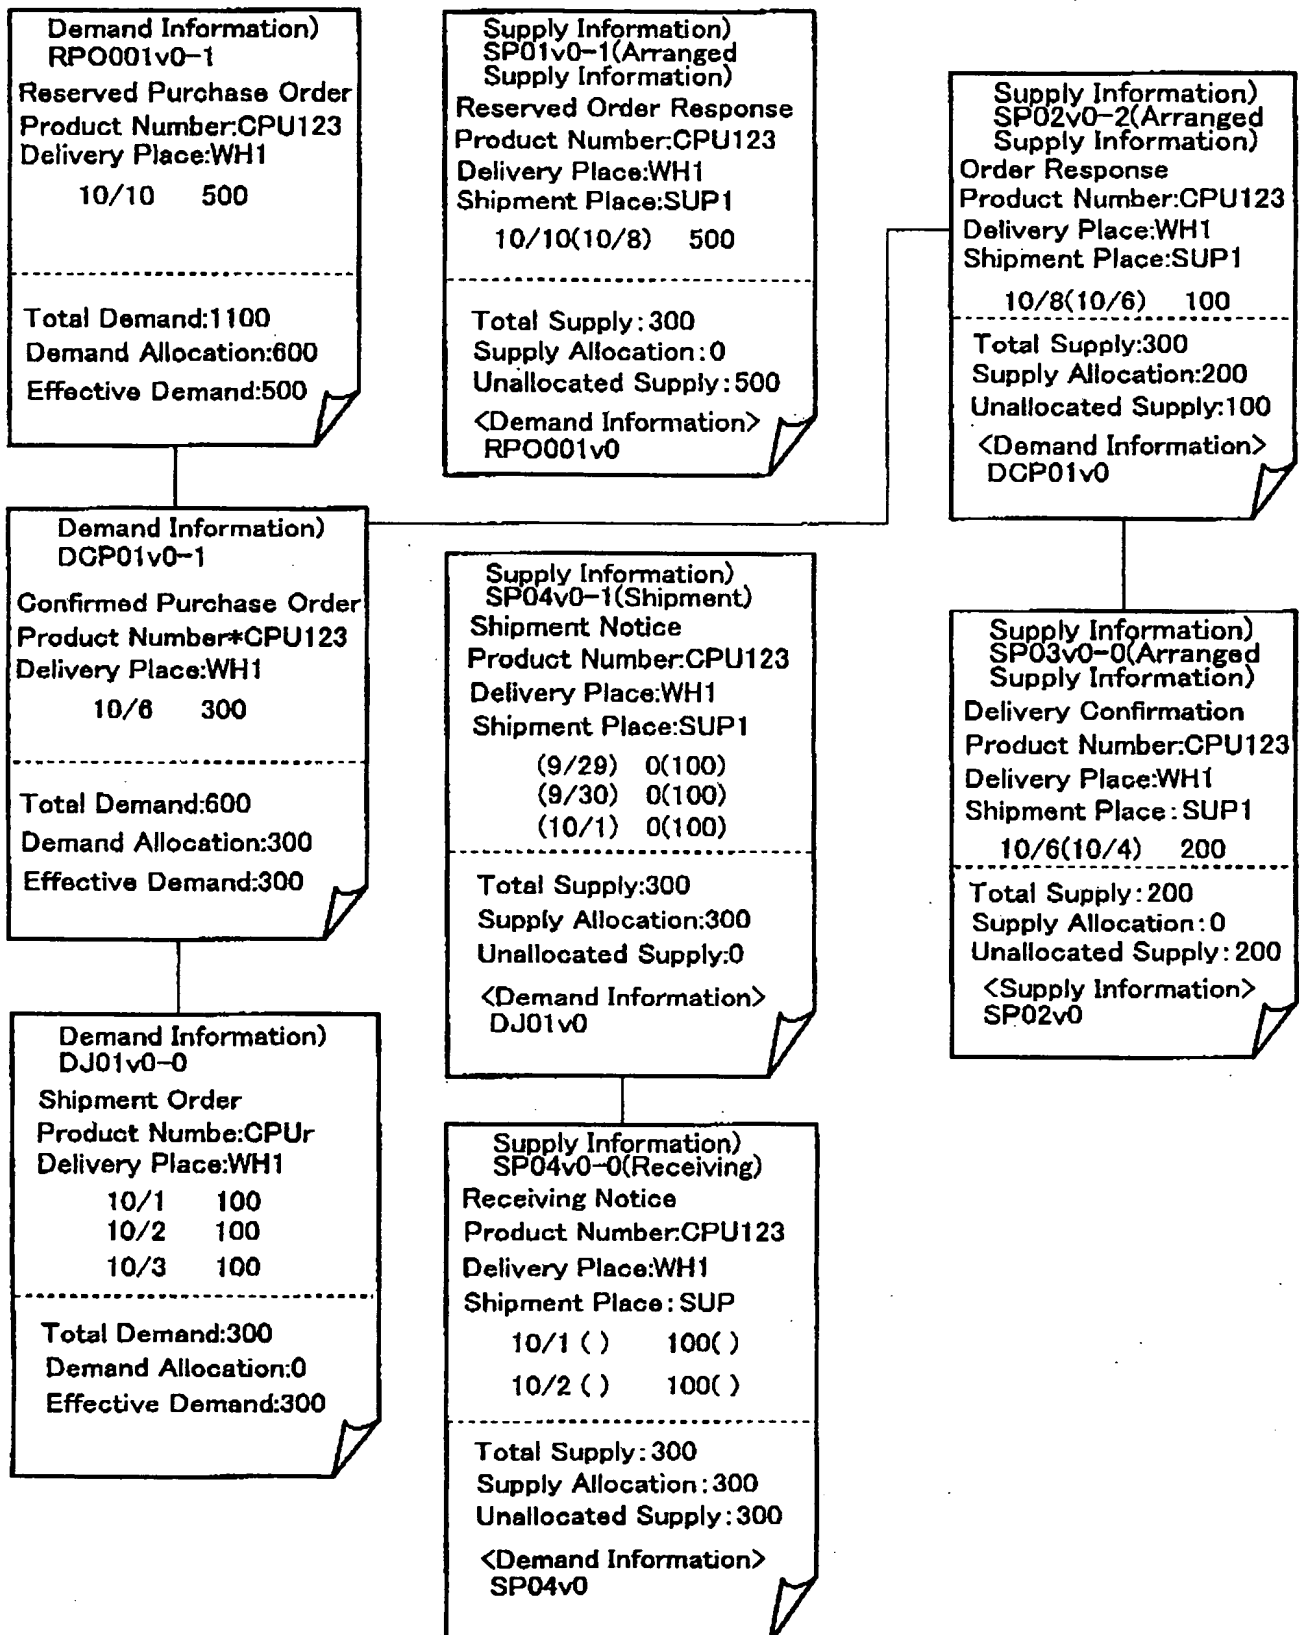 Demand Information)
RPO001v0-1
Reserved Purchase Order
Product Number:CPU123
Delivery Place:WH1
10/10 500
Total Demand:1100
Demand Allocation:600
Effective Demand:500
Demand Information)
DCP01v0-1
Confirmed Purchase Order
Product Number*CPU123
Delivery Place:WH1
10/6 300
Total Demand:600
Demand Allocation:300
Effective Demand:300
Demand Information)
DJ01v0-0
Shipment Order
Product Numbe:CPUr
Delivery Place:WH1
10/1 100
10/2 100
10/3 100
Total Demand:300
Demand Allocation:0
Effective Demand:300
Supply Information)
SP01v0-1(Arranged
Supply Information)
Reserved Order Response
Product Number:CPU123
Delivery Place:WH1
Shipment Place:SUP1
10/10(10/8) 500
Total Supply:300
Supply Allocation:0
Unallocated Supply:500
<Demand Information>
RPO001v0
Supply Information)
SP04v0-1(Shipment)
Shipment Notice
Product Number:CPU123
Delivery Place:WH1
Shipment Place:SUP1
(9/29) 0(100)
(9/30) 0(100)
(10/1) 0(100)
Total Supply:300
Supply Allocation:300
Unallocated Supply:0
<Demand Information>
DJ01v0
Supply Information)
SP04v0-0(Receiving)
Receiving Notice
Product Number:CPU123
Delivery Place:WH1
Shipment Place:SUP
10/1 ( ) 100( )
10/2 ( ) 100( )
Total Supply:300
Supply Allocation:300
Unallocated Supply:300
<Demand Information>
SP04v0
Supply Information)
SP02v0-2(Arranged
Supply Information)
Order Response
Product Number:CPU123
Delivery Place:WH1
Shipment Place:SUP1
10/8(10/6) 100
Total Supply:300
Supply Allocation:200
Unallocated Supply:100
<Demand Information>
DCP01v0
Supply Information)
SP03v0-0(Arranged
Supply Information)
Delivery Confirmation
Product Number:CPU123
Delivery Place:WH1
Shipment Place:SUP1
10/6(10/4) 200
Total Supply:200
Supply Allocation:0
Unallocated Supply:200
<Supply Information>
SP02v0